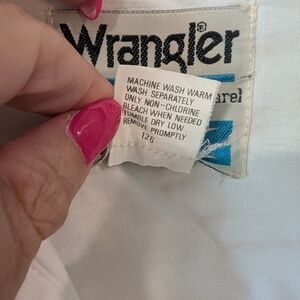 Wrangler®
MACHINE WASH WARM
WASH SEPARATELY
ONLY NON-CHLORINE
BLEACH WHEN NEEDED
TUMBLE DRY LOW
REMOVE PROMPTLY
126
arel